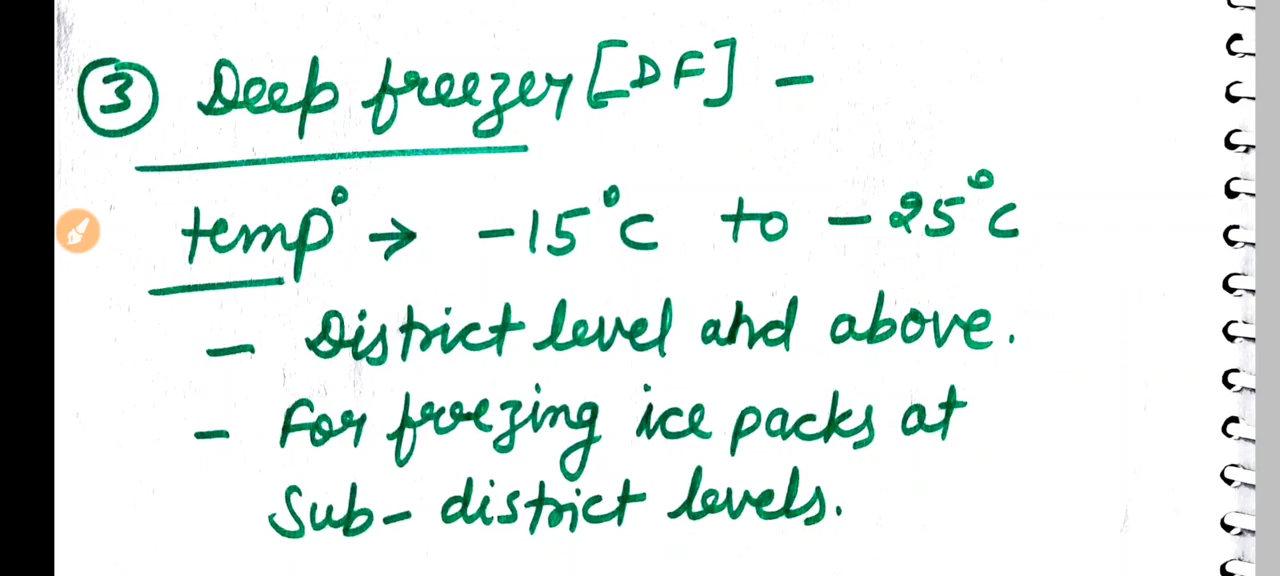 ③ Deep freezer [DF] -
temp° → -15°C to -25°C
- District level and above.
- For freezing ice packs at
Sub- district levels.